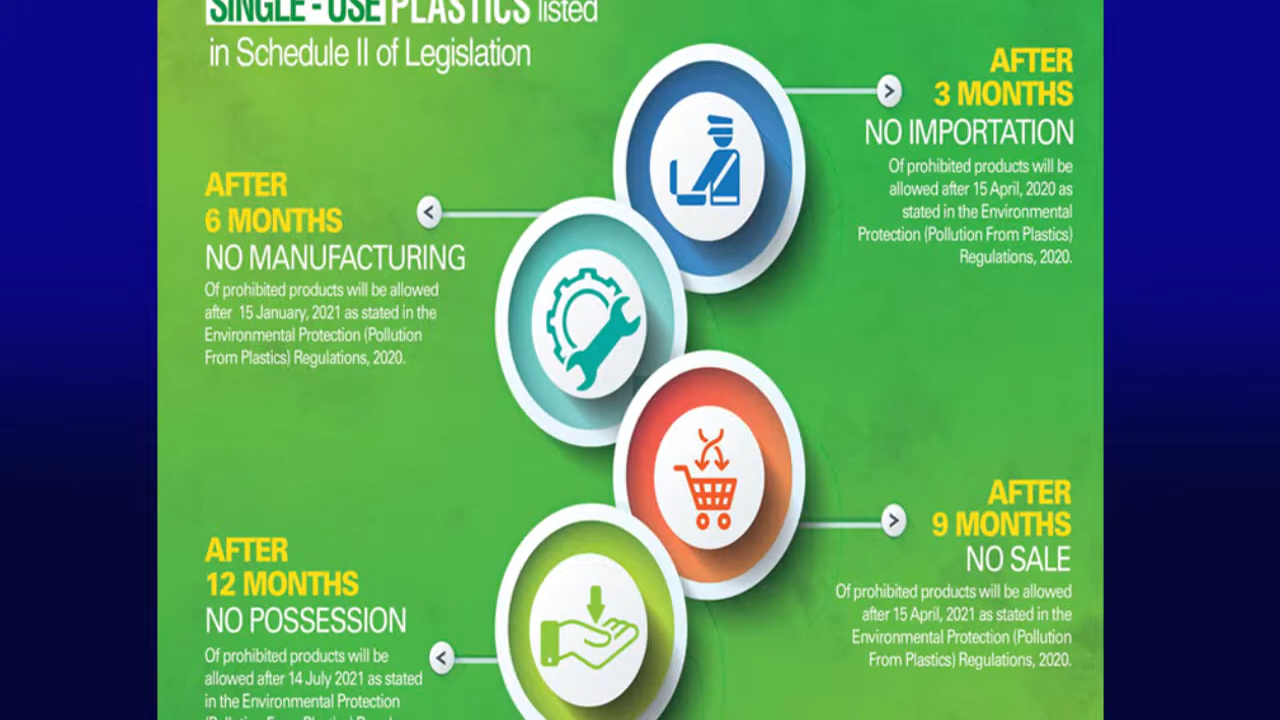 SINGLE - USE PLASTICS listed
in Schedule II of Legislation
AFTER
3 MONTHS
NO IMPORTATION
Of prohibited products will be
allowed after 15 April, 2020 as
stated in the Environmental
Protection (Pollution From Plastics)
Regulations, 2020.
AFTER
6 MONTHS
NO MANUFACTURING
Of prohibited products will be allowed
after 15 January, 2021 as stated in the
Environmental Protection (Pollution
From Plastics) Regulations, 2020.
AFTER
9 MONTHS
NO SALE
Of prohibited products will be allowed
after 15 April, 2021 as stated in the
Environmental Protection (Pollution
From Plastics) Regulations, 2020.
AFTER
12 MONTHS
NO POSSESSION
Of prohibited products will be
allowed after 14 July 2021 as stated
in the Environmental Protection